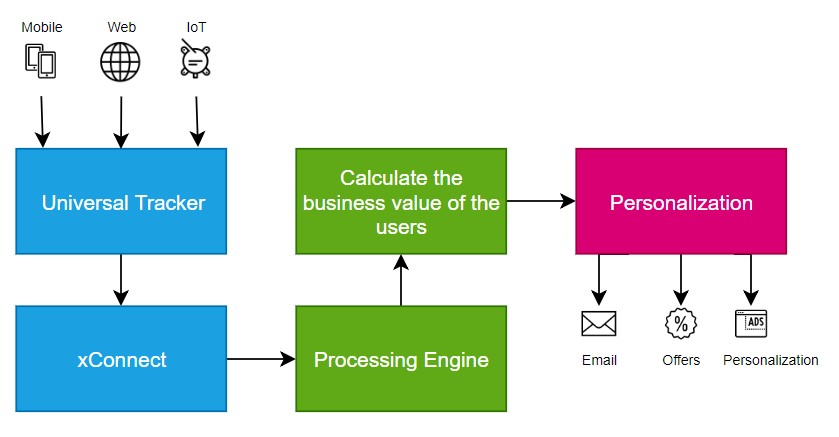 Mobile
Web
IoT
Universal Tracker
Calculate the
business value of the
users
Personalization
xConnect
Processing Engine
%
ADS
Email
Offers
Personalization